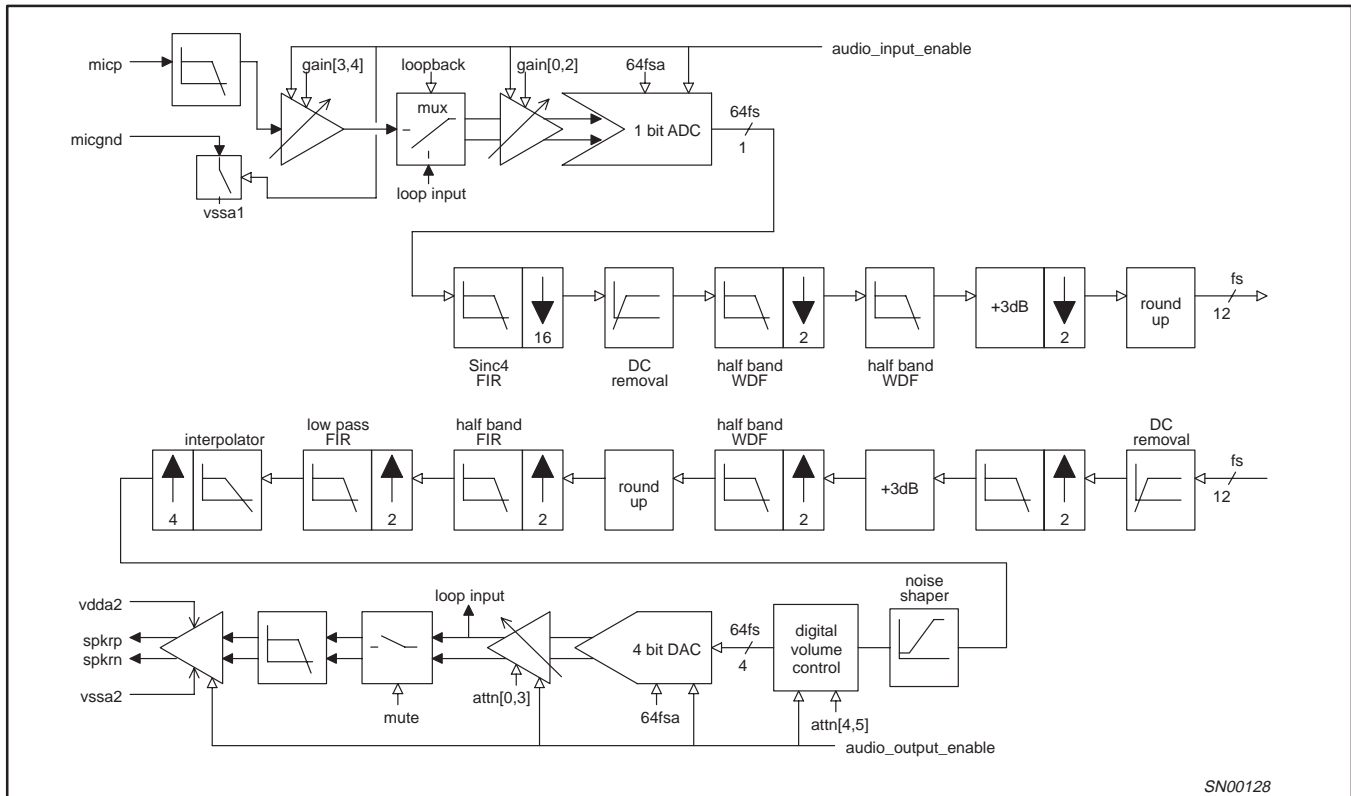 audio_input_enable
micp
gain[3,4]
loopback
gain[0,2]
64fsa
mux
1 bit ADC
64fs
1
micgnd
loop input
vssa1
16
2
+3dB
2
round
up
fs
12
Sinc4
FIR
DC
removal
half band
WDF
half band
WDF
interpolator
low pass
FIR
half band
FIR
half band
WDF
DC
removal
4
2
2
round
up
2
+3dB
2
fs
12
noise
shaper
vdda2
spkrp
spkrn
vssa2
loop input
4 bit DAC
64fs
4
digital
volume
control
attn[0,3]
mute
64fsa
attn[4,5]
audio_output_enable
SN00128